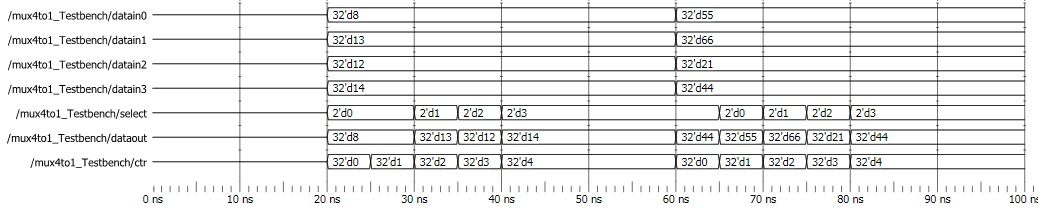 /mux4to1_Testbench/datain0 32'd8 32'd55
/mux4to1_Testbench/datain1 32'd13 32'd66
/mux4to1_Testbench/datain2 32'd12 32'd21
/mux4to1_Testbench/datain3 32'd14 32'd44
/mux4to1_Testbench/select 2'd0 2'd1 2'd2 2'd3 2'd0 2'd1 2'd2 2'd3
/mux4to1_Testbench/dataout 32'd8 32'd13 32'd12 32'd14 32'd44 32'd55 32'd66 32'd21 32'd44
/mux4to1_Testbench/ctr 32'd0 32'd1 32'd2 32'd3 32'd4 32'd0 32'd1 32'd2 32'd3 32'd4
0 ns 10 ns 20 ns 30 ns 40 ns 50 ns 60 ns 70 ns 80 ns 90 ns 100 ns